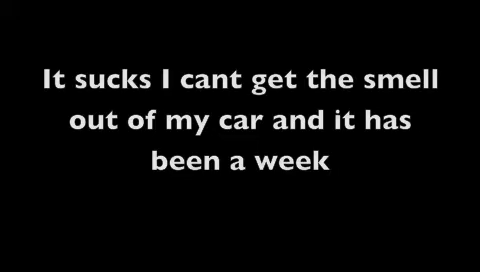 It sucks I cant get the smell
out of my car and it has
been a week